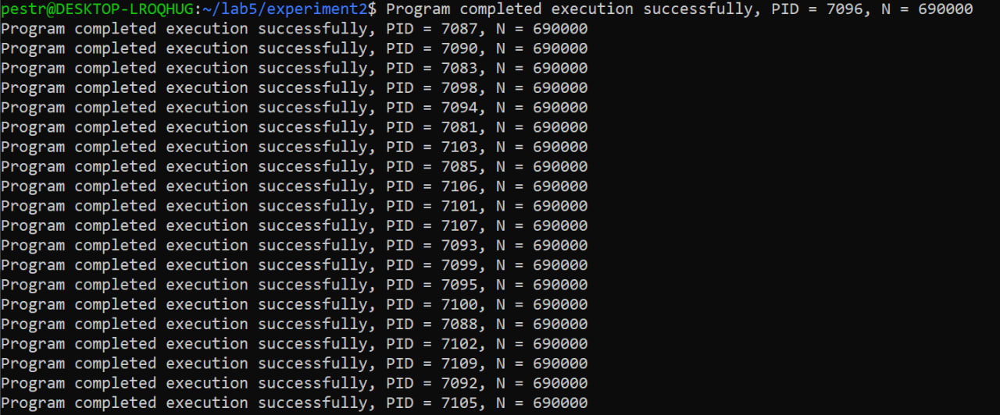 pestr@DESKTOP-LROQHUG:~/lab5/experiment2$ Program completed execution successfully, PID = 7096, N = 690000
Program completed execution successfully, PID = 7087, N = 690000
Program completed execution successfully, PID = 7090, N = 690000
Program completed execution successfully, PID = 7083, N = 690000
Program completed execution successfully, PID = 7098, N = 690000
Program completed execution successfully, PID = 7094, N = 690000
Program completed execution successfully, PID = 7081, N = 690000
Program completed execution successfully, PID = 7103, N = 690000
Program completed execution successfully, PID = 7085, N = 690000
Program completed execution successfully, PID = 7106, N = 690000
Program completed execution successfully, PID = 7101, N = 690000
Program completed execution successfully, PID = 7107, N = 690000
Program completed execution successfully, PID = 7093, N = 690000
Program completed execution successfully, PID = 7099, N = 690000
Program completed execution successfully, PID = 7095, N = 690000
Program completed execution successfully, PID = 7100, N = 690000
Program completed execution successfully, PID = 7088, N = 690000
Program completed execution successfully, PID = 7102, N = 690000
Program completed execution successfully, PID = 7109, N = 690000
Program completed execution successfully, PID = 7092, N = 690000
Program completed execution successfully, PID = 7105, N = 690000